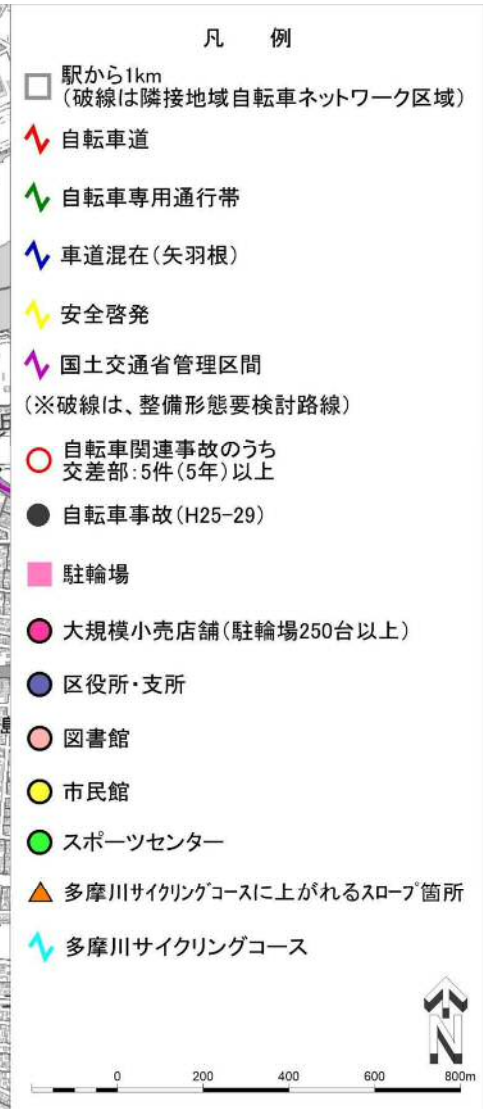 凡 例
駅から1km
(破線は隣接地域自転車ネットワーク区域)
自転車道
自転車専用通行帯
車道混在(矢羽根)
安全啓発
国土交通省管理区間
(※破線は、整備形態要検討路線)
自転車関連事故のうち
交差部:5件(5年)以上
自転車事故(H25-29)
駐輪場
大規模小売店舗(駐輪場250台以上)
区役所・支所
図書館
市民館
スポーツセンター
多摩川サイクリングコースに上がれるスロープ箇所
多摩川サイクリングコース
N
0 200 400 600 800m